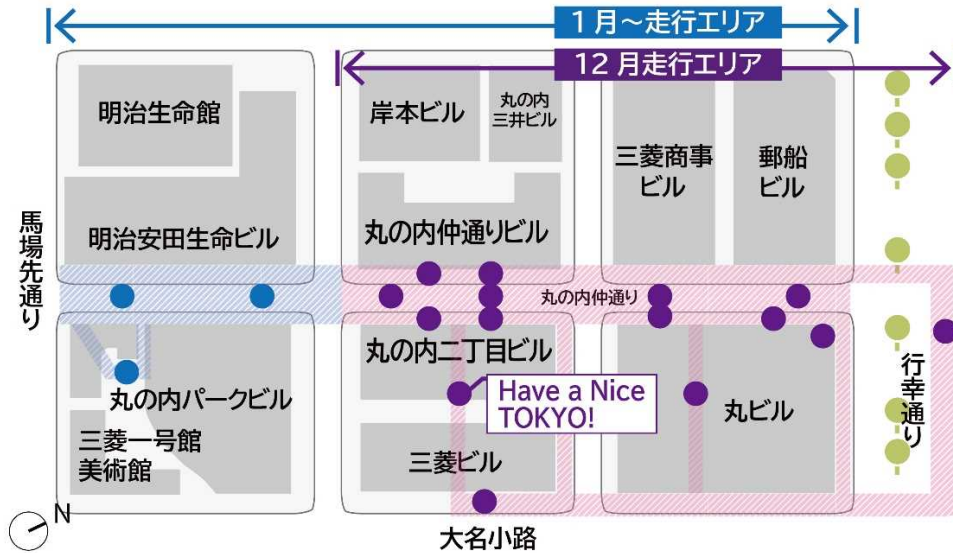 1月～走行エリア
12月走行エリア
明治生命館
岸本ビル
丸の内
三井ビル
三菱商事
ビル
郵船
ビル
馬場先通り
明治安田生命ビル
丸の内仲通りビル
丸の内仲通り
丸の内パークビル
三菱一号館
美術館
丸の内二丁目ビル
Have a Nice
TOKYO!
三菱ビル
丸ビル
行幸通り
N
大名小路